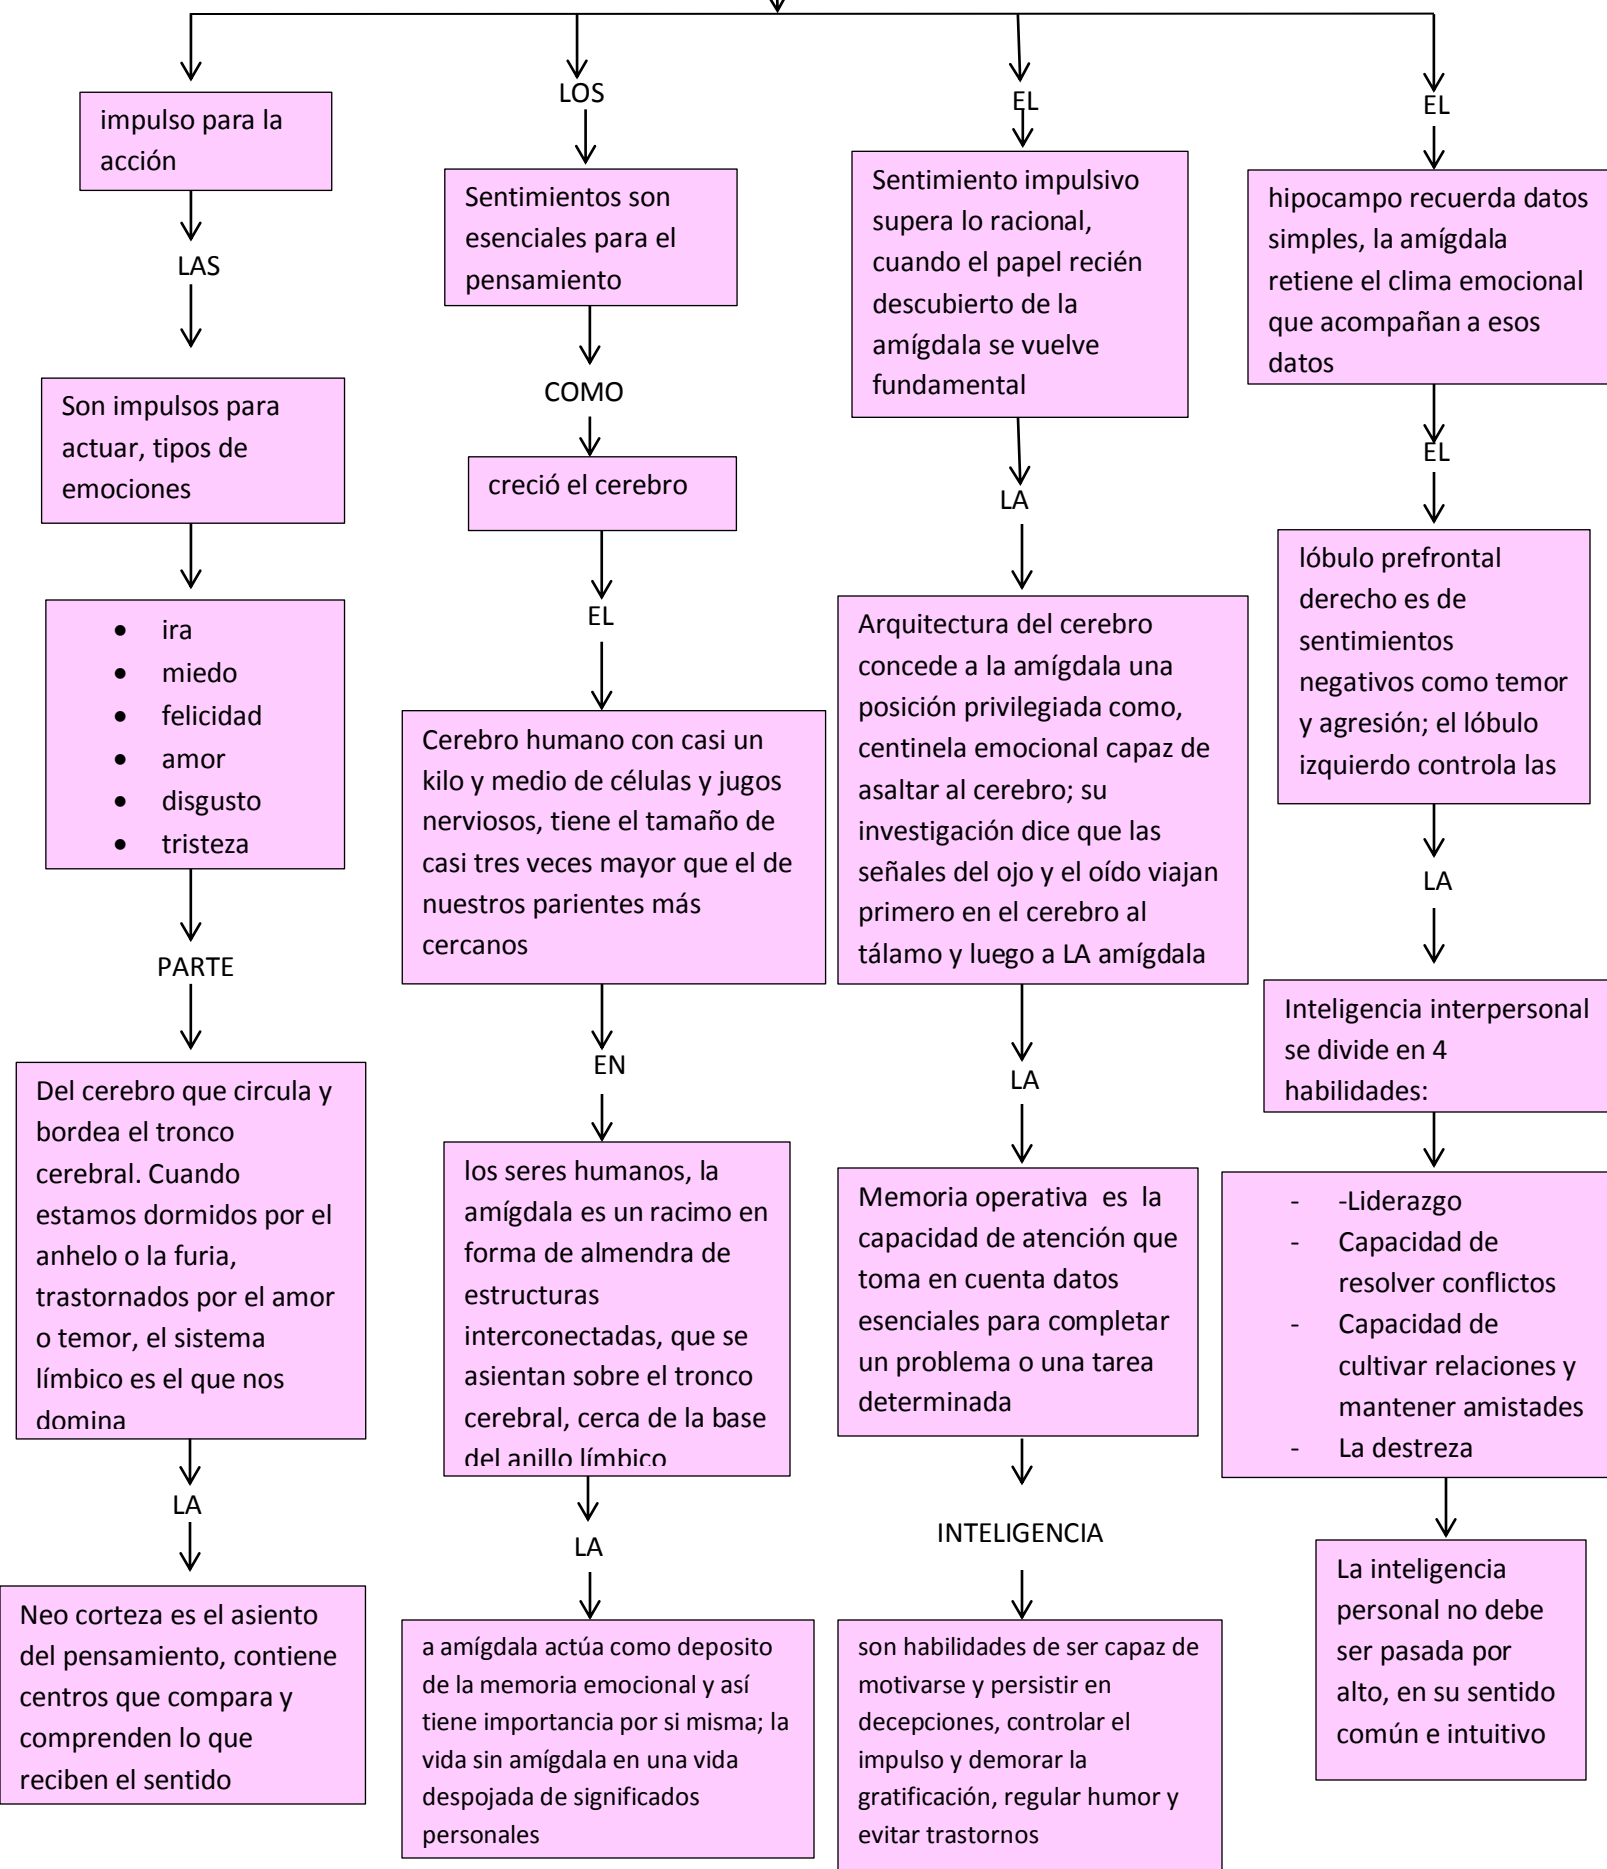 impulso para la
acción
LAS
Son impulsos para
actuar, tipos de
emociones
• ira
• miedo
• felicidad
• amor
• disgusto
• tristeza
PARTE
Del cerebro que circula y
bordea el tronco
cerebral. Cuando
estamos dormidos por el
anhelo o la furia,
trastornados por el amor
o temor, el sistema
límbico es el que nos
domina
LA
Neo corteza es el asiento
del pensamiento, contiene
centros que compara y
comprenden lo que
reciben el sentido
LOS
Sentimientos son
esenciales para el
pensamiento
COMO
creció el cerebro
EL
Cerebro humano con casi un
kilo y medio de células y jugos
nerviosos, tiene el tamaño de
casi tres veces mayor que el de
nuestros parientes más
cercanos
EN
los seres humanos, la
amígdala es un racimo en
forma de almendra de
estructuras
interconectadas, que se
asientan sobre el tronco
cerebral, cerca de la base
del anillo límbico
LA
a amígdala actúa como deposito
de la memoria emocional y así
tiene importancia por si misma; la
vida sin amígdala en una vida
despojada de significados
personales
EL
Sentimiento impulsivo
supera lo racional,
cuando el papel recién
descubierto de la
amígdala se vuelve
fundamental
LA
Arquitectura del cerebro
concede a la amígdala una
posición privilegiada como,
centinela emocional capaz de
asaltar al cerebro; su
investigación dice que las
señales del ojo y el oído viajan
primero en el cerebro al
tálamo y luego a LA amígdala
LA
Memoria operativa es la
capacidad de atención que
toma en cuenta datos
esenciales para completar
un problema o una tarea
determinada
INTELIGENCIA
son habilidades de ser capaz de
motivarse y persistir en
decepciones, controlar el
impulso y demorar la
gratificación, regular humor y
evitar trastornos
EL
hipocampo recuerda datos
simples, la amígdala
retiene el clima emocional
que acompañan a esos
datos
EL
lóbulo prefrontal
derecho es de
sentimientos
negativos como temor
y agresión; el lóbulo
izquierdo controla las
LA
Inteligencia interpersonal
se divide en 4
habilidades:
- -Liderazgo
- Capacidad de
resolver conflictos
- Capacidad de
cultivar relaciones y
mantener amistades
- La destreza
La inteligencia
personal no debe
ser pasada por
alto, en su sentido
común e intuitivo